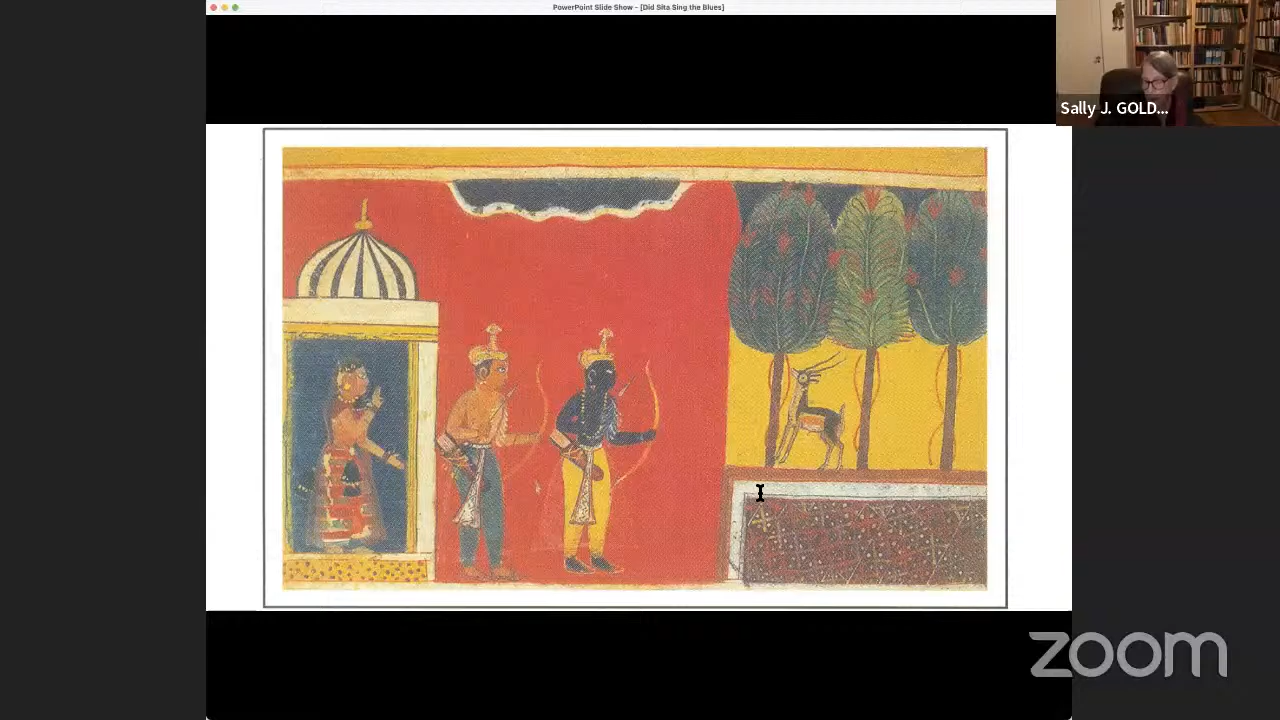 PowerPoint Slide Show - [Did Sita Sing the Blues]
Sally J. GOLD...
zoom